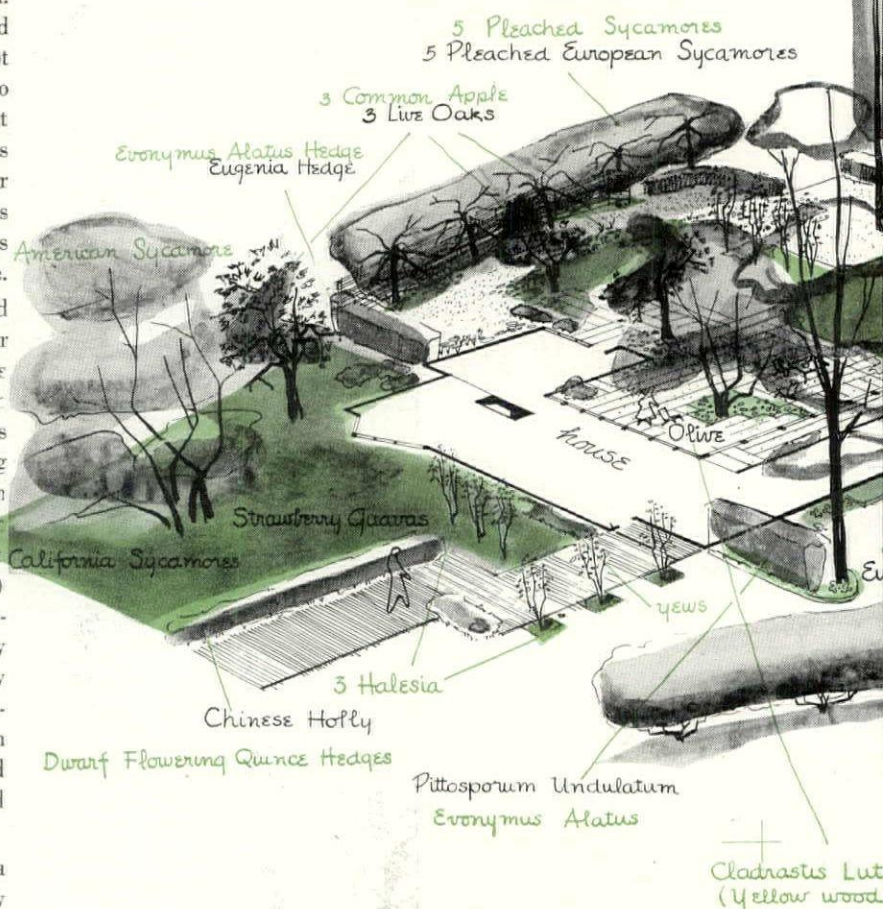 5 Pleached Sycamores
5 Pleached European Sycamores
3 Common Apple
3 Live Oaks
Evonymus Alatus Hedge
Eugenia Hedge
American Sycamore
Olive
house
Strawberry Guavas
California Sycamores
yews
3 Halesia
Chinese Holly
Dwarf Flowering Quince Hedges
Pittosporum Undulatum
Evonymus Alatus
Cladrastis Lut
(Yellow wood